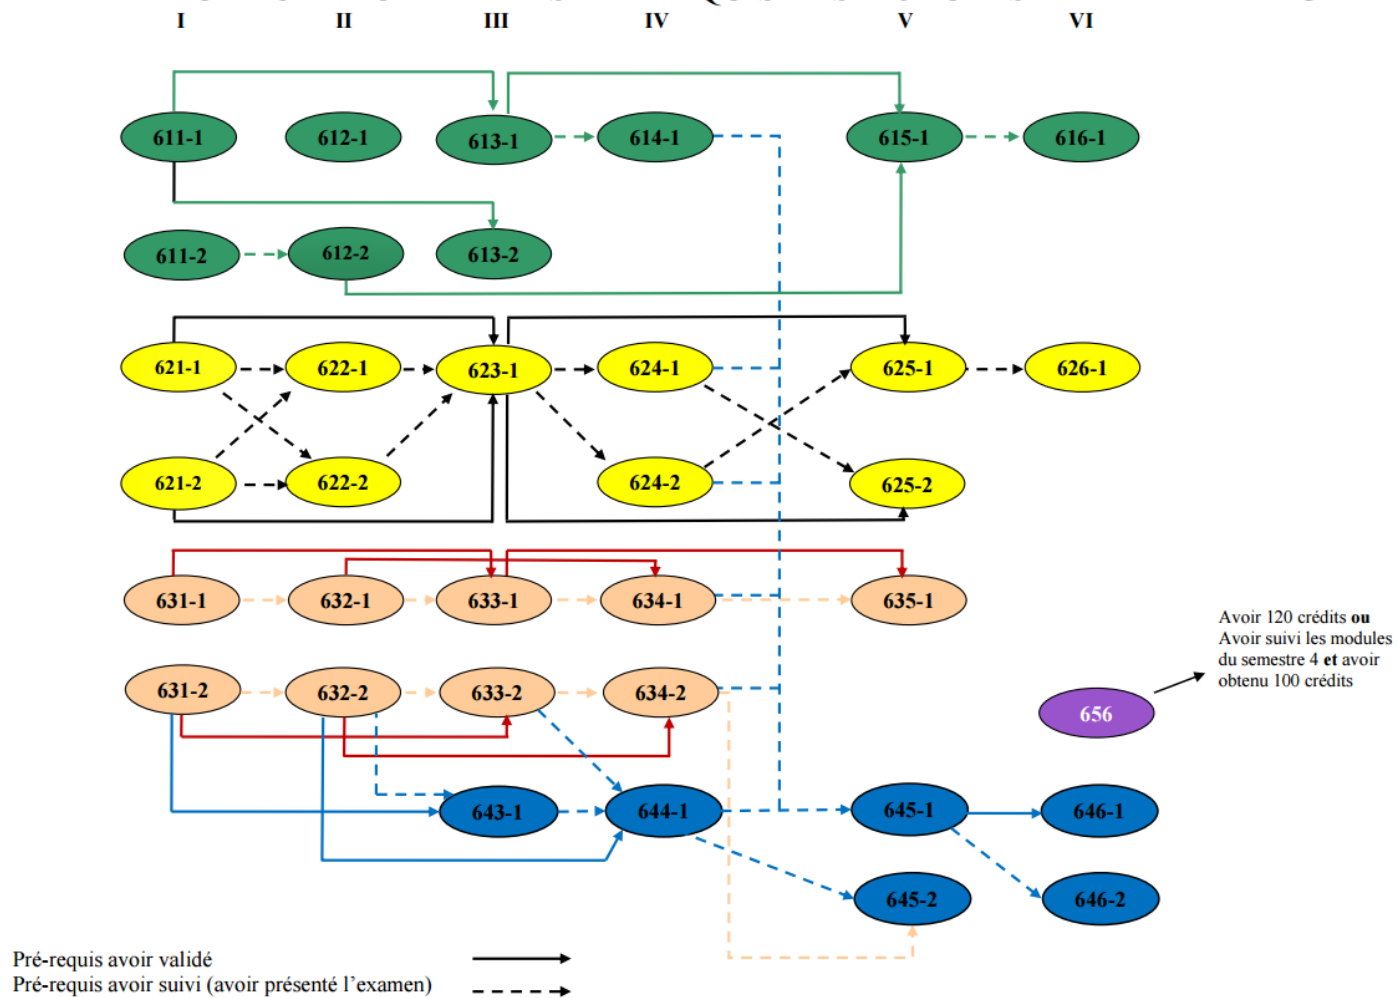 I II III IV V VI
611-1 612-1 613-1 614-1 615-1 616-1
611-2 612-2 613-2
621-1 622-1 623-1 624-1 625-1 626-1
621-2 622-2 624-2 625-2
631-1 632-1 633-1 634-1 635-1
Avoir 120 crédits ou
Avoir suivi les modules
du semestre 4 et avoir
obtenu 100 crédits
631-2 632-2 633-2 634-2
656
643-1 644-1 645-1 646-1
645-2 646-2
Pré-requis avoir validé
Pré-requis avoir suivi (avoir présenté l'examen)